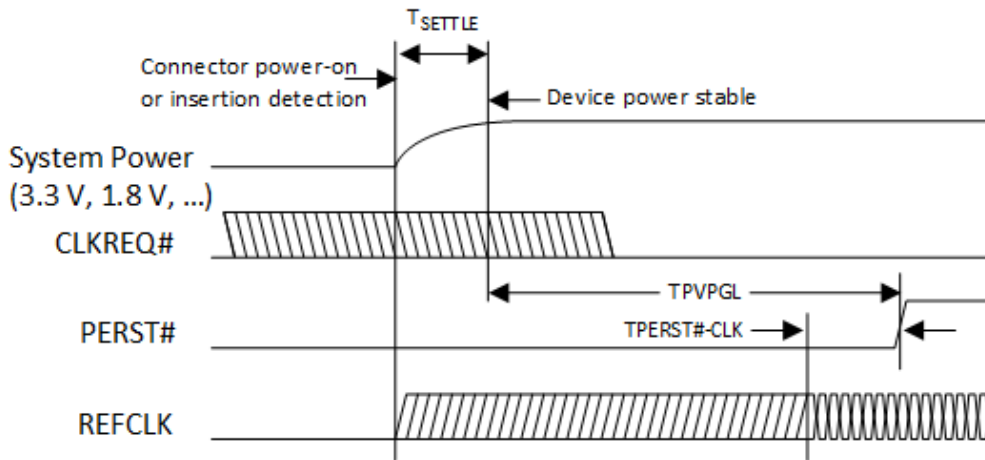 TSETTLE
Connector power-on
or insertion detection
Device power stable
System Power
(3.3 V, 1.8 V, ...)
CLKREQ#
TPVPGL
PERST#
TPERST#-CLK
REFCLK